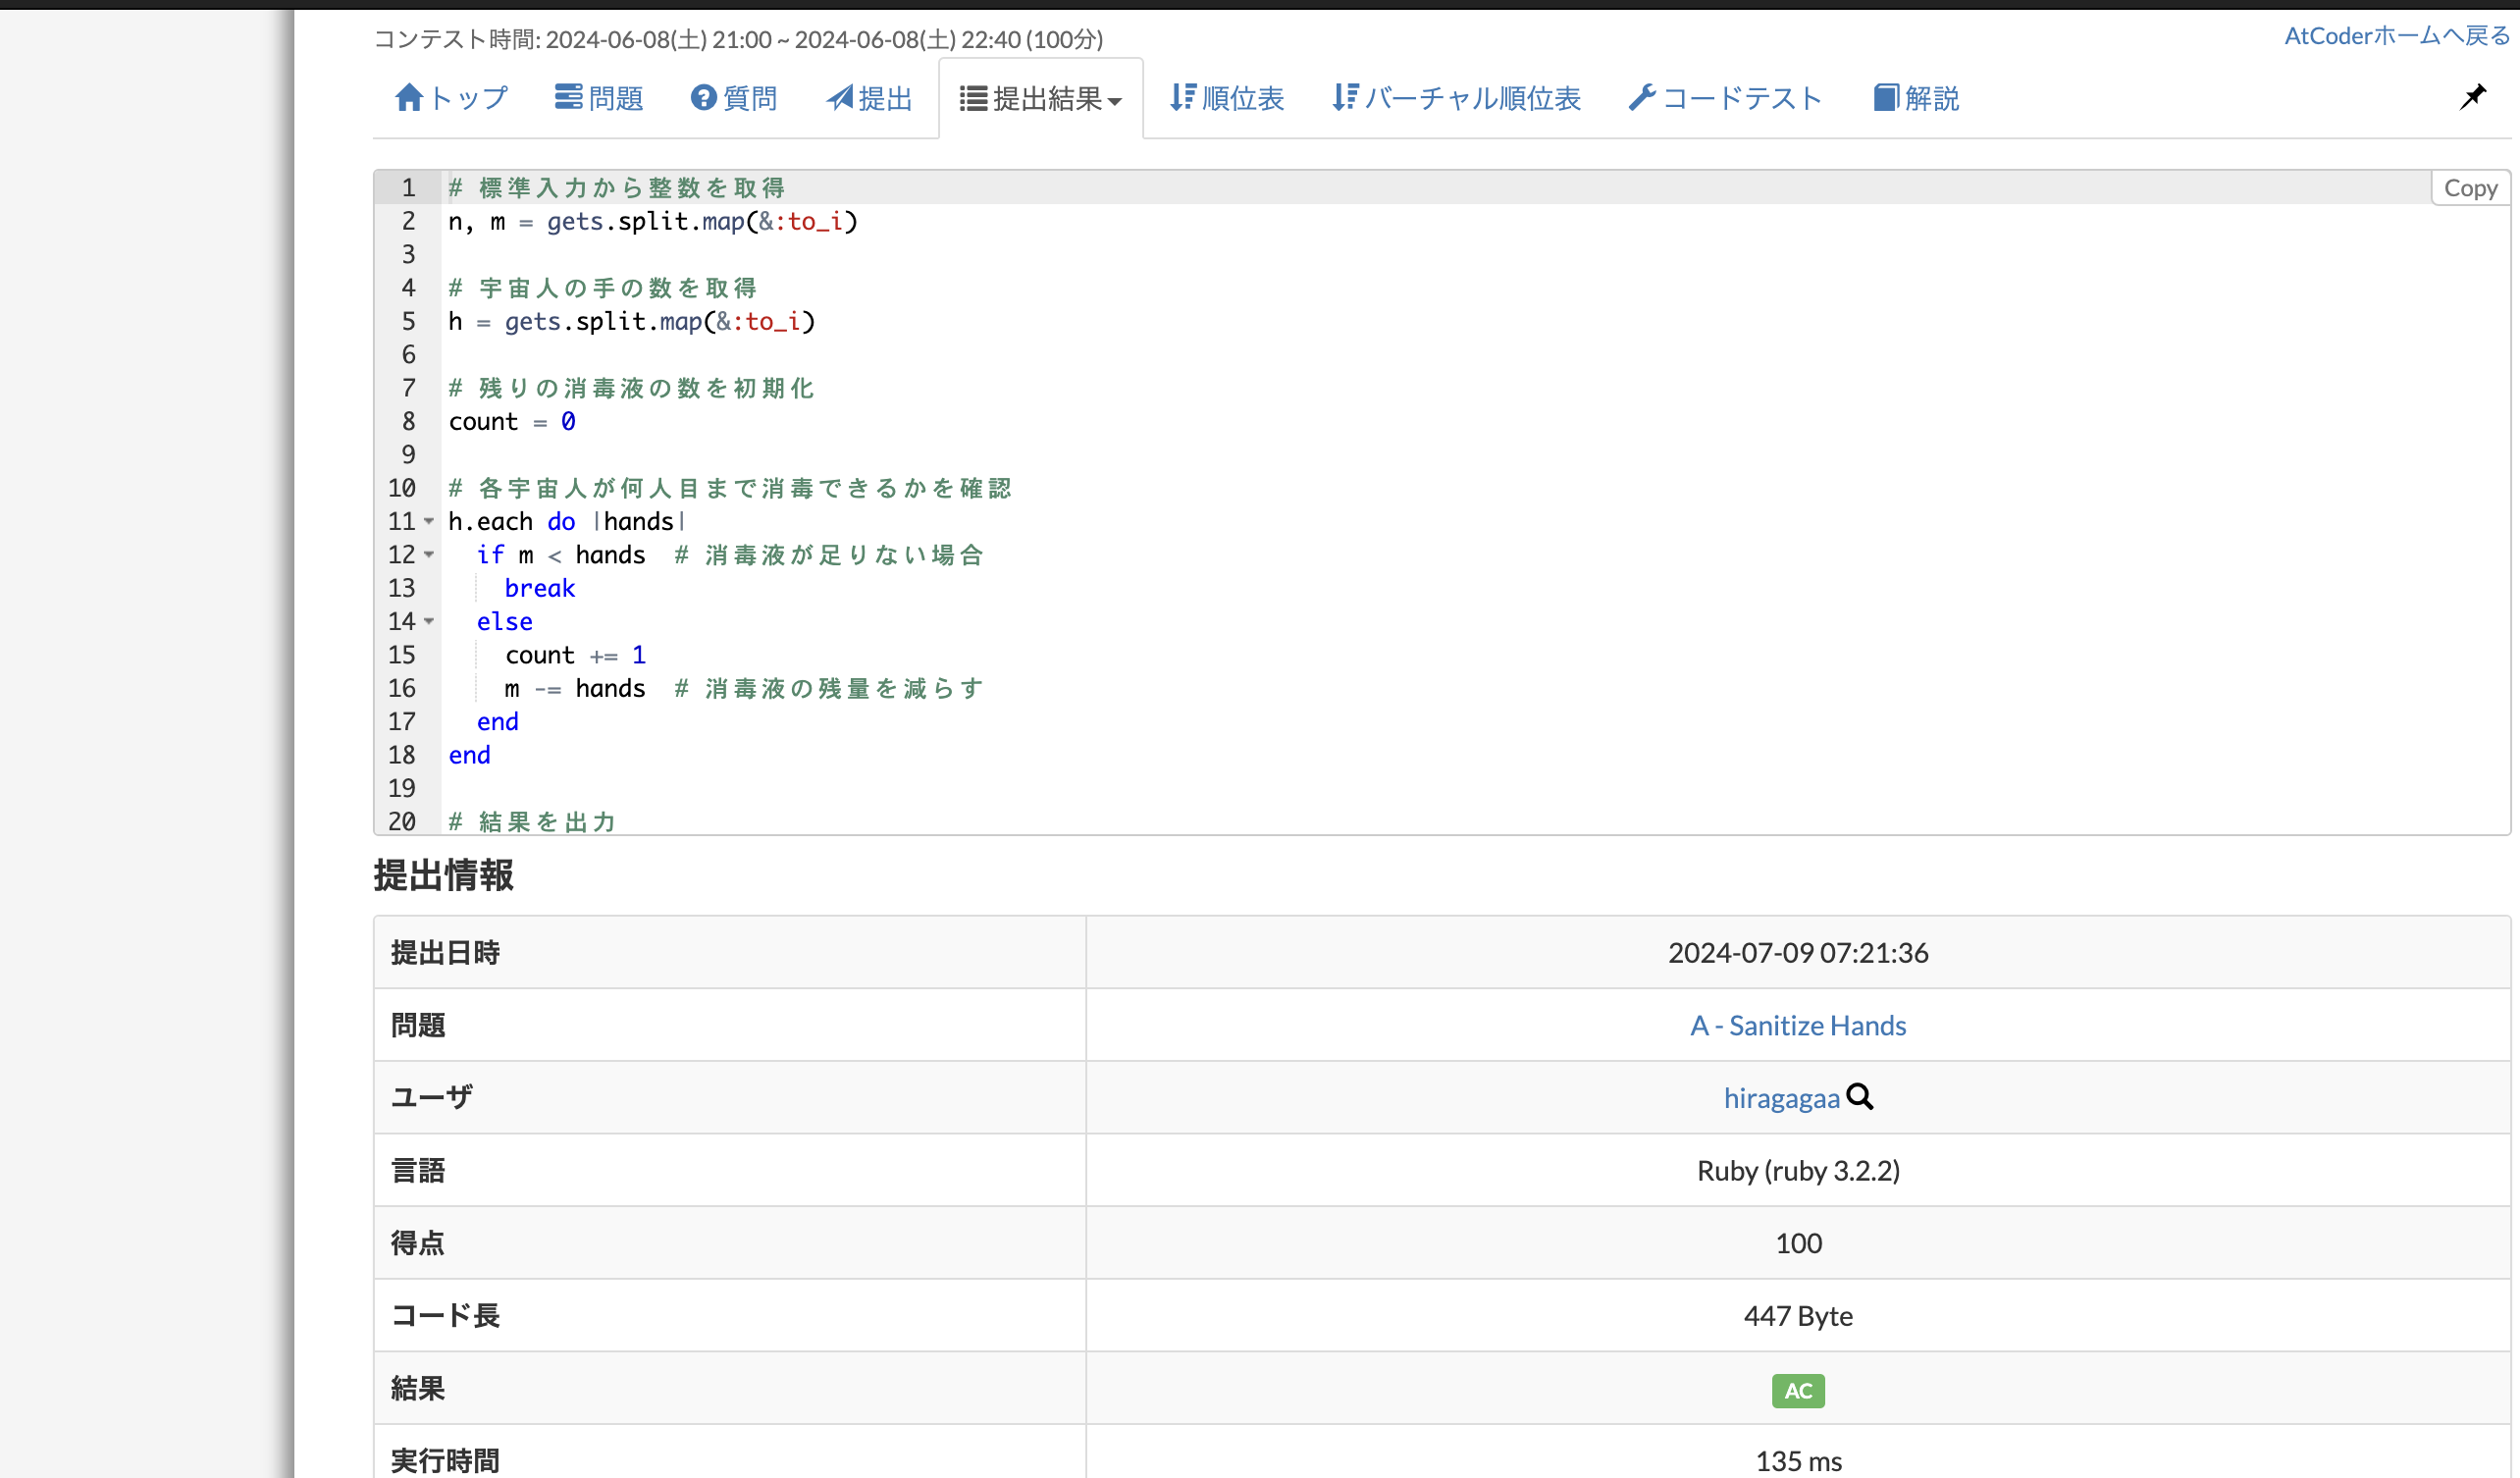 コンテスト時間: 2024-06-08(土) 21:00 ~ 2024-06-08(土) 22:40 (100分)
AtCoderホームへ戻る
トップ 問題 質問 提出 提出結果 順位表 バーチャル順位表 コードテスト 解説
Copy
1 # 標準入力から整数を取得
2 n, m = gets.split.map(&:to_i)
3
4 # 宇宙人の手の数を取得
5 h = gets.split.map(&:to_i)
6
7 # 残りの消毒液の数を初期化
8 count = 0
9
10 # 各宇宙人が何人目まで消毒できるかを確認
11 h.each do |hands|
12   if m < hands  # 消毒液が足りない場合
13     break
14   else
15     count += 1
16     m -= hands  # 消毒液の残量を減らす
17   end
18 end
19
20 # 結果を出力
提出情報
提出日時 2024-07-09 07:21:36
問題 A - Sanitize Hands
ユーザ hiragagaa
言語 Ruby (ruby 3.2.2)
得点 100
コード長 447 Byte
結果 AC
実行時間 135 ms